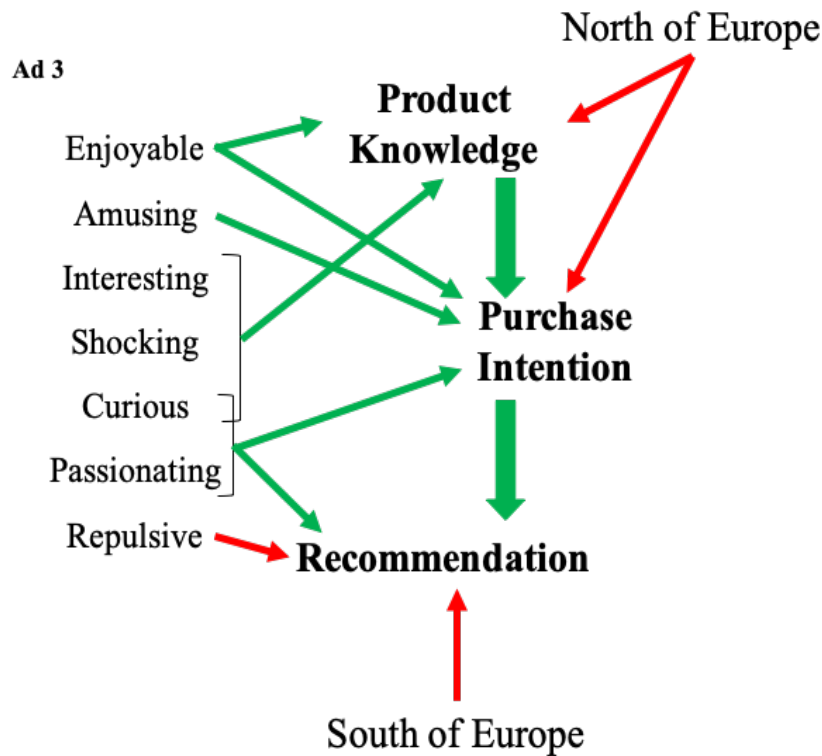 North of Europe
Ad 3
Product
Knowledge
Enjoyable
Amusing
Interesting
Shocking
Curious
Passionating
Repulsive
Purchase
Intention
Recommendation
South of Europe